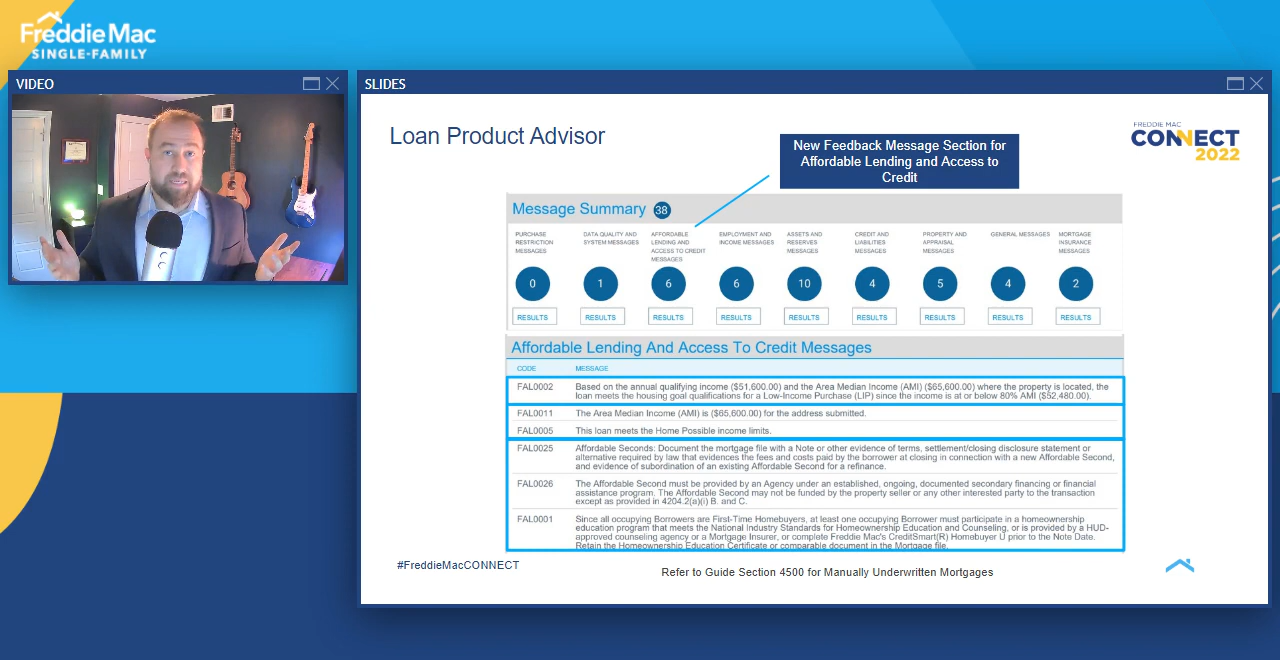 Freddie Mac
SINGLE-FAMILY
VIDEO
SLIDES
Loan Product Advisor
New Feedback Message Section for
Affordable Lending and Access to
Credit
FREDDIE MAC
CONNECT
2022
Message Summary 38
PURCHASE
RESTRICTION
MESSAGES
0
RESULTS
DATA QUALITY AND
SYSTEM MESSAGES
1
RESULTS
AFFORDABLE
LENDING AND
ACCESS TO CREDIT
MESSAGES
6
RESULTS
EMPLOYMENT AND
INCOME MESSAGES
6
RESULTS
ASSETS AND
RESERVES
MESSAGES
10
RESULTS
CREDIT AND
LIABILITIES
MESSAGES
4
RESULTS
PROPERTY AND
APPRAISAL
MESSAGES
5
RESULTS
GENERAL MESSAGES
4
RESULTS
MORTGAGE
INSURANCE
MESSAGES
2
RESULTS
Affordable Lending And Access To Credit Messages
CODE MESSAGE
FAL0002 Based on the annual qualifying income ($51,600.00) and the Area Median Income (AMI) ($65,600.00) where the property is located, the
loan meets the housing goal qualifications for a Low-Income Purchase (LIP) since the income is at or below 80% AMI ($52,480.00).
FAL0011 The Area Median Income (AMI) is ($65,600.00) for the address submitted.
FAL0005 This loan meets the Home Possible income limits.
FAL0025 Affordable Seconds: Document the mortgage file with a Note or other evidence of terms, settlement/closing disclosure statement or
alternative required by law that evidences the fees and costs paid by the borrower at closing in connection with a new Affordable Second,
and evidence of subordination of an existing Affordable Second for a refinance.
FAL0026 The Affordable Second must be provided by an Agency under an established, ongoing, documented secondary financing or financial
assistance program. The Affordable Second may not be funded by the property seller or any other interested party to the transaction
except as provided in 4204.2(a)(i) B. and C.
FAL0001 Since all occupying Borrowers are First-Time Homebuyers, at least one occupying Borrower must participate in a homeownership
education program that meets the National Industry Standards for Homeownership Education and Counseling, or is provided by a HUD-
approved counseling agency or a Mortgage Insurer, or complete Freddie Mac's CreditSmart(R) Homebuyer U prior to the Note Date.
Retain the Homeownership Education Certificate or comparable document in the Mortgage file.
#FreddieMacCONNECT
Refer to Guide Section 4500 for Manually Underwritten Mortgages